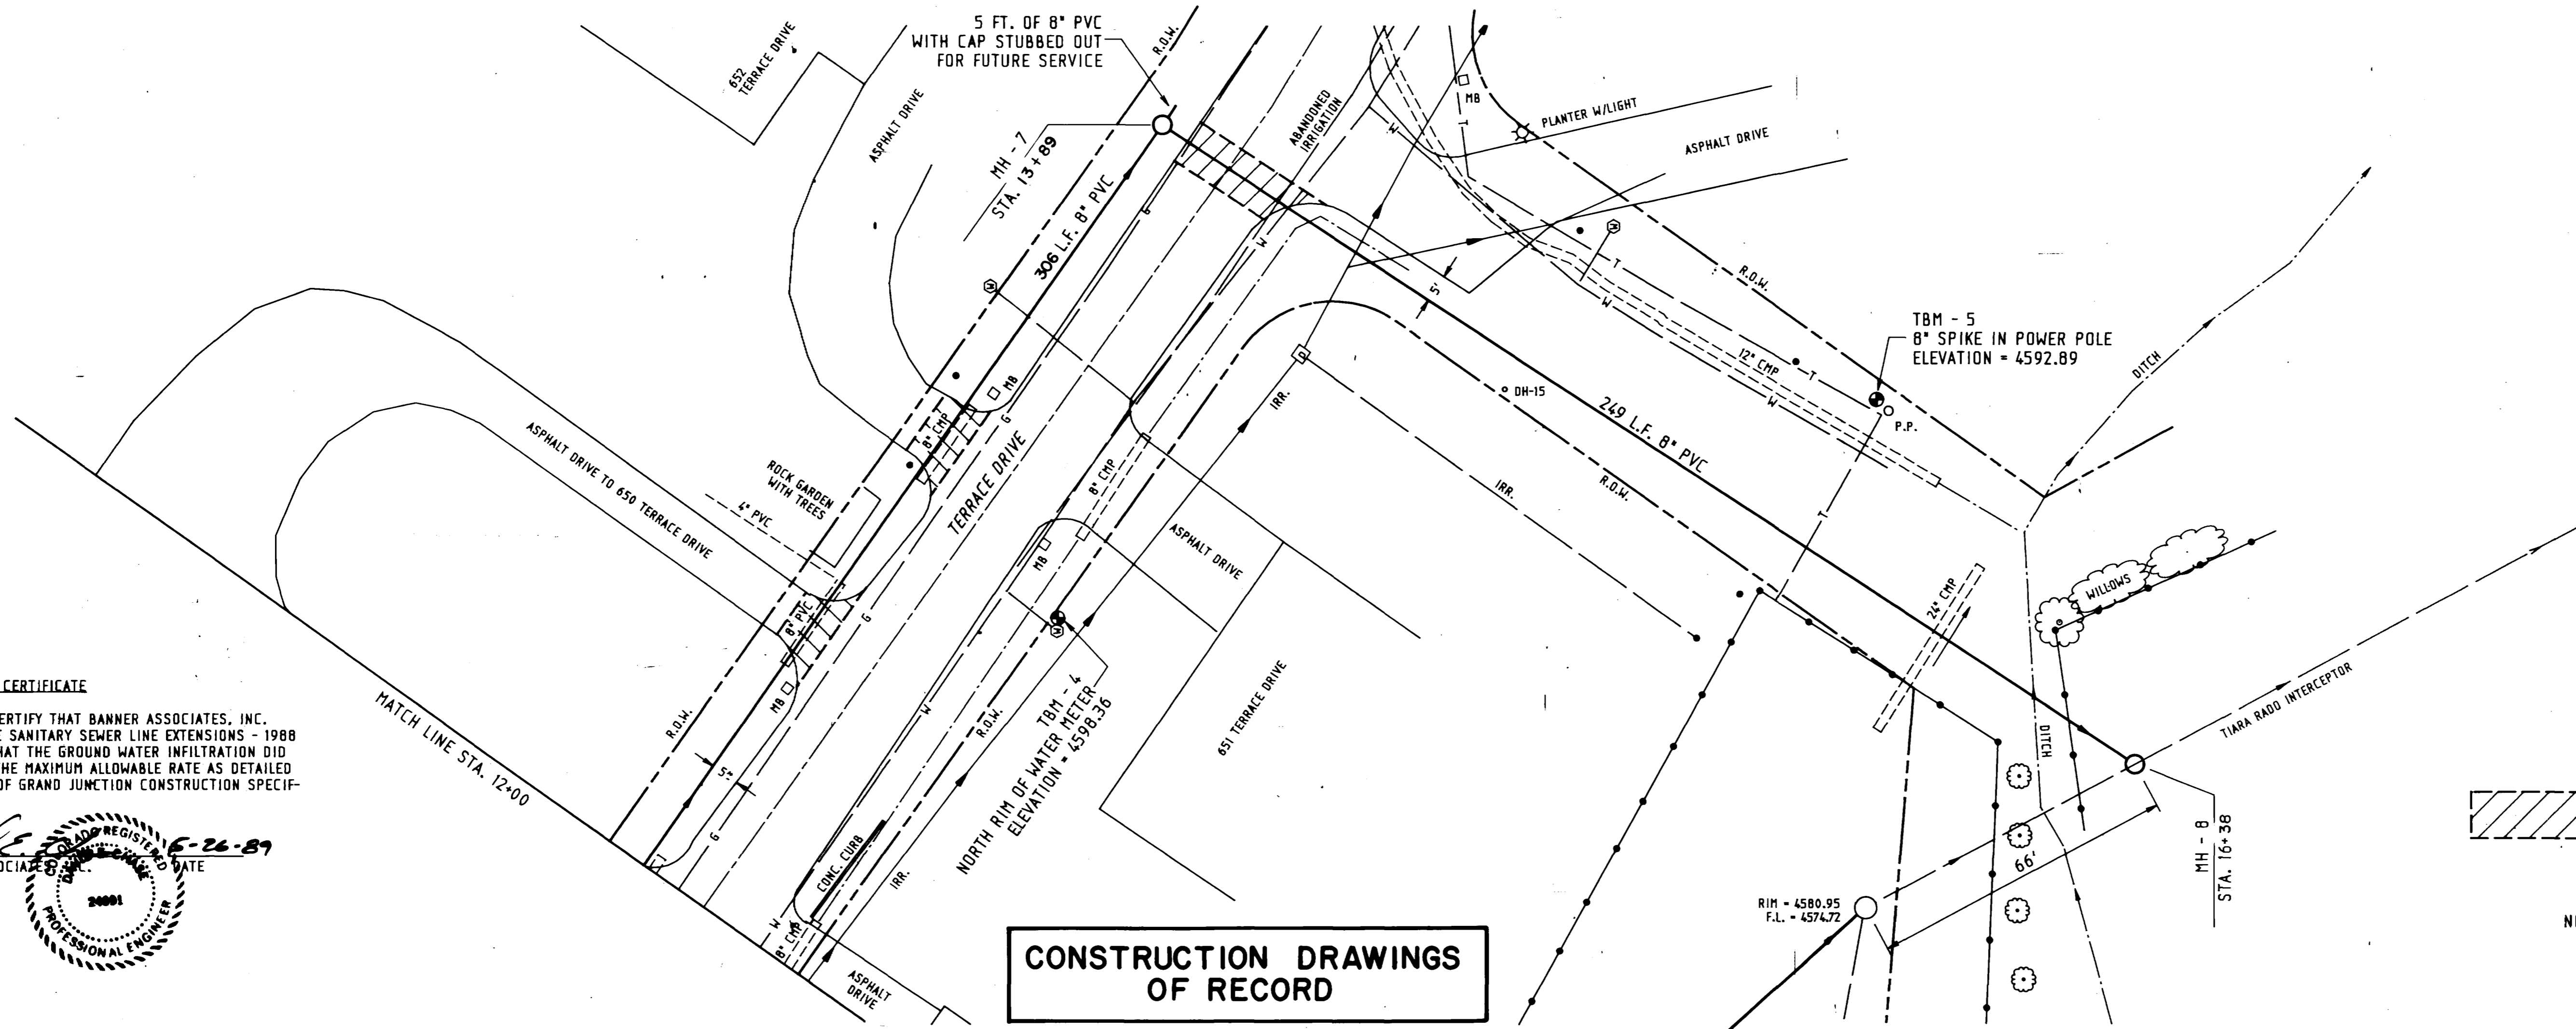 5 FT. OF 8" PVC
WITH CAP STUBBED OUT
FOR FUTURE SERVICE
R.O.W.
652
TERRACE DRIVE
ASPHALT DRIVE
MH - 7
STA. 13+89
306 L.F. 8" PVC
ABANDONED
IRRIGATION
MB
T
W
PLANTER W/LIGHT
ASPHALT DRIVE
G
W
W
T
5'
R.O.W.
W
12" CMP
T
W
TBM - 5
8" SPIKE IN POWER POLE
ELEVATION = 4592.89
P.P.
DITCH
D
IRR.
DH-15
249 L.F. 8" PVC
MB
8" CMP
G
ASPHALT DRIVE TO 650 TERRACE DRIVE
ROCK GARDEN
WITH TREES
4" PVC
TERRACE DRIVE
8" CMP
IRR.
R.O.W.
T
ASPHALT DRIVE
MB
W
8" PVC
G
24" CMP
WILLOWS
MB
R.O.W.
W
R.O.W.
TBM - 4
NORTH RIM OF WATER METER
ELEVATION = 4598.36
651 TERRACE DRIVE
DITCH
TIARA RADO INTERCEPTOR
CERTIFICATE
ERTIFY THAT BANNER ASSOCIATES, INC.
SANITARY SEWER LINE EXTENSIONS - 1988
HAT THE GROUND WATER INFILTRATION DID
HE MAXIMUM ALLOWABLE RATE AS DETAILED
OF GRAND JUNCTION CONSTRUCTION SPECIF-
MATCH LINE STA. 12+00
5'
G
CONC. CURB
IRR.
W
8" CMP
ASPHALT
DRIVE
5-26-89
DATE
COLORADO REGISTERED
PROFESSIONAL ENGINEER
CONSTRUCTION DRAWINGS
OF RECORD
RIM = 4580.95
F.L. = 4574.72
66'
MH - 8
STA. 16+38